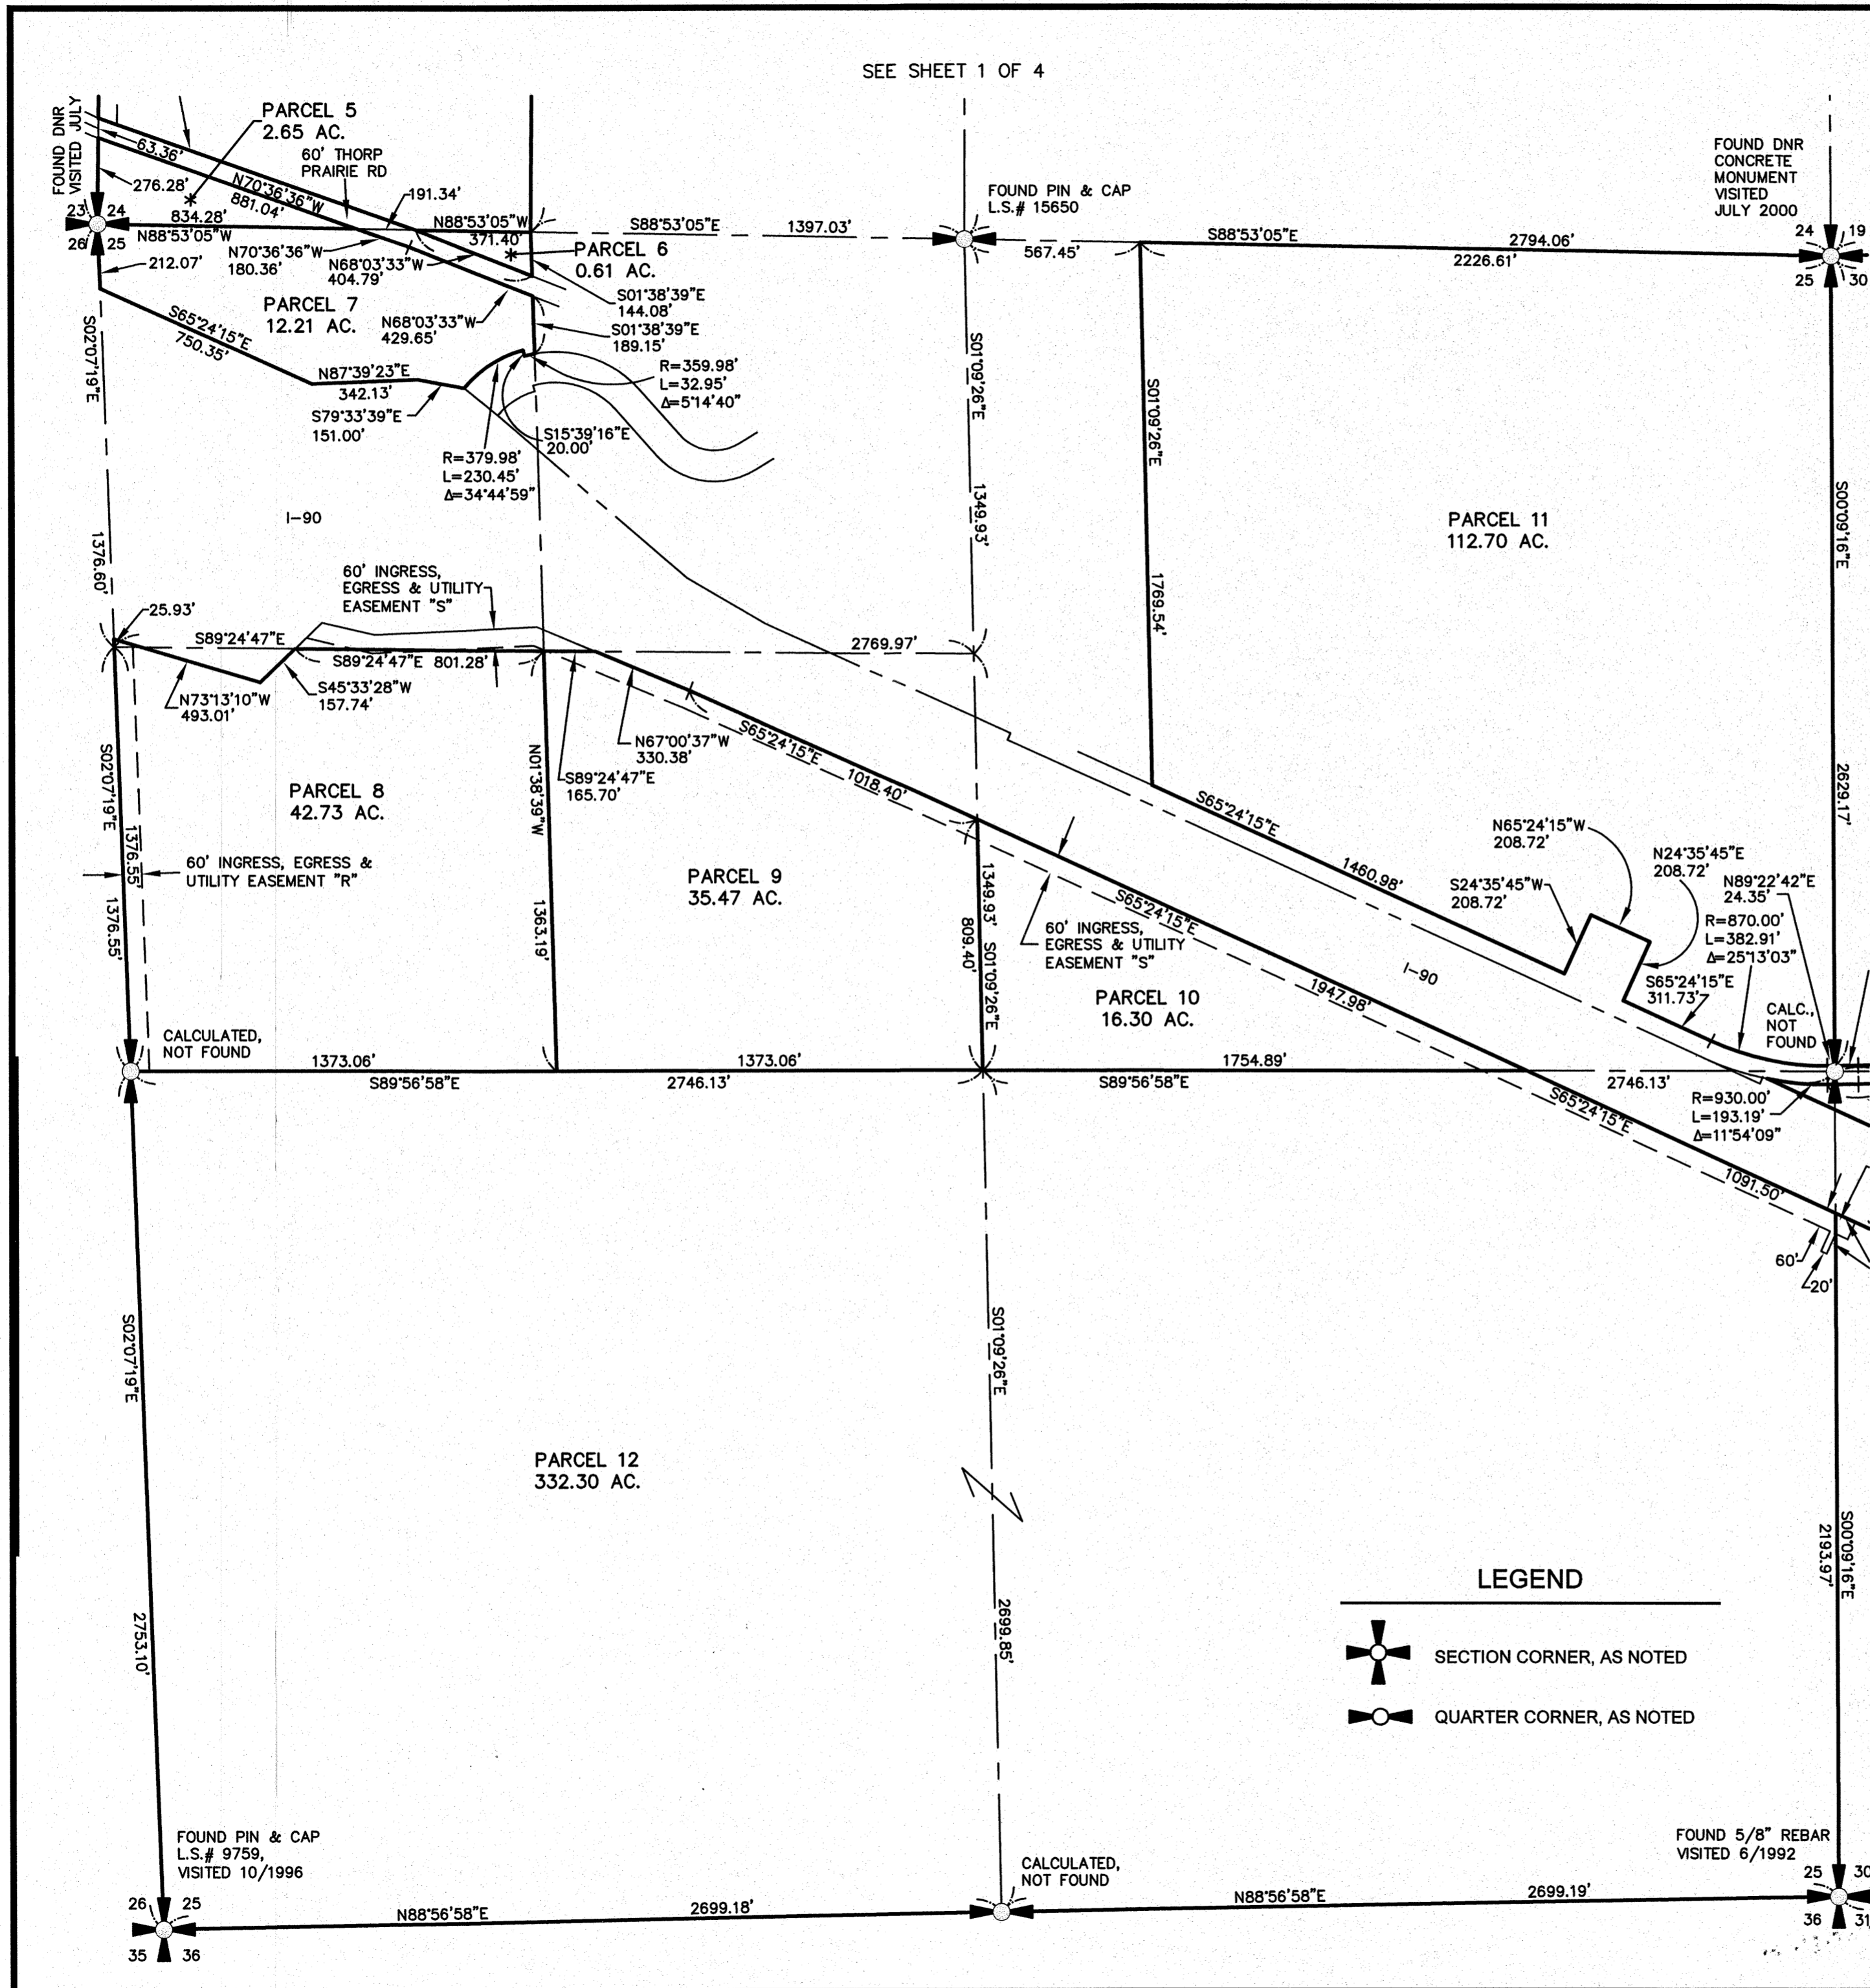 SEE SHEET 1 OF 4
FOUND DNR
VISITED JULY
PARCEL 5
2.65 AC.
63.36'
60' THORP
PRAIRIE RD
276.28'
N70°36'36"W
881.04'
191.34'
23 24
26 25
834.28'
N88°53'05"W
N88°53'05"W
371.40'
S88°53'05"E
1397.03'
FOUND PIN & CAP
L.S.# 15650
567.45'
S88°53'05"E
2794.06'
2226.61'
FOUND DNR
CONCRETE
MONUMENT
VISITED
JULY 2000
24 19
25 30
212.07'
N70°36'36"W
180.36'
N68°03'33"W
404.79'
PARCEL 6
0.61 AC.
S01°38'39"E
144.08'
PARCEL 7
12.21 AC.
N68°03'33"W
429.65'
S01°38'39"E
189.15'
S02°07'19"E
S65°24'15"E
750.35'
N87°39'23"E
342.13'
S79°33'39"E
151.00'
R=359.98'
L=32.95'
Δ=5°14'40"
S15°39'16"E
20.00'
R=379.98'
L=230.45'
Δ=34°44'59"
S01°09'26"E
1349.93'
S01°09'26"E
1769.54'
PARCEL 11
112.70 AC.
S00°09'16"E
2629.17'
I-90
1376.60'
60' INGRESS,
EGRESS & UTILITY
EASEMENT "S"
25.93'
S89°24'47"E
S89°24'47"E 801.28'
2769.97'
N73°13'10"W
493.01'
S45°33'28"W
157.74'
N67°00'37"W
330.38'
S89°24'47"E
165.70'
S65°24'15"E
1018.40'
S02°07'19"E
1376.55'
1376.55'
PARCEL 8
42.73 AC.
N01°38'39"W
1363.19'
60' INGRESS, EGRESS &
UTILITY EASEMENT "R"
PARCEL 9
35.47 AC.
1349.93' S01°09'26"E
809.40'
60' INGRESS,
EGRESS & UTILITY
EASEMENT "S"
S65°24'15"E
1947.98'
PARCEL 10
16.30 AC.
I-90
S65°24'15"E
1460.98'
N65°24'15"W
208.72'
S24°35'45"W
208.72'
N24°35'45"E
208.72'
N89°22'42"E
24.35'
R=870.00'
L=382.91'
Δ=25°13'03"
S65°24'15"E
311.73'
CALC.,
NOT
FOUND
CALCULATED,
NOT FOUND
1373.06'
S89°56'58"E
1373.06'
2746.13'
1754.89'
S89°56'58"E
2746.13'
S65°24'15"E
1091.50'
R=930.00'
L=193.19'
Δ=11°54'09"
60'
20'
S02°07'19"E
2753.10'
S01°09'26"E
2699.85'
PARCEL 12
332.30 AC.
S00°09'16"E
2193.97'
LEGEND
SECTION CORNER, AS NOTED
QUARTER CORNER, AS NOTED
FOUND PIN & CAP
L.S.# 9759,
VISITED 10/1996
26 25
35 36
N88°56'58"E
2699.18'
CALCULATED,
NOT FOUND
N88°56'58"E
2699.19'
FOUND 5/8" REBAR
VISITED 6/1992
25 30
36 31